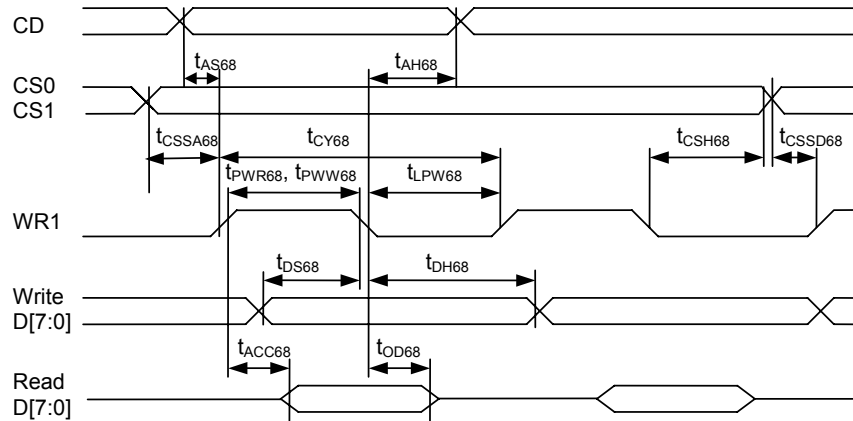 CD
tAS68
tAH68
CS0
CS1
tCSSA68
tCY68
tCSH68
tCSSD68
tPWR68, tPWW68
tLPW68
WR1
tDS68
tDH68
Write
D[7:0]
tACC68
tOD68
Read
D[7:0]